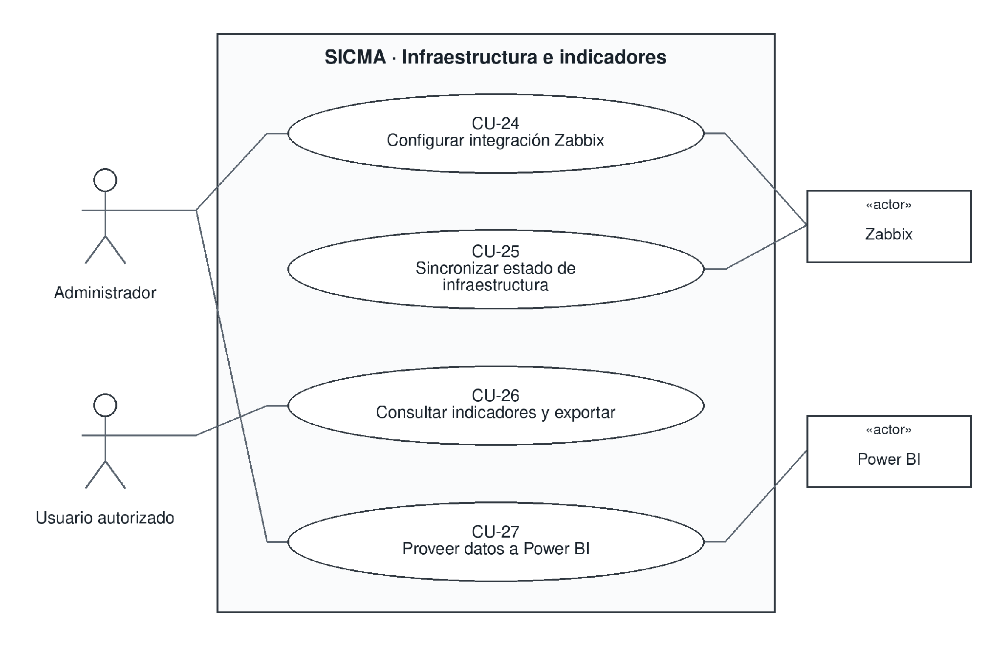 SICMA · Infraestructura e indicadores
CU-24
Configurar integración Zabbix
«actor»
Zabbix
CU-25
Sincronizar estado de
infraestructura
Administrador
CU-26
Consultar indicadores y exportar
«actor»
Power BI
Usuario autorizado
CU-27
Proveer datos a Power BI